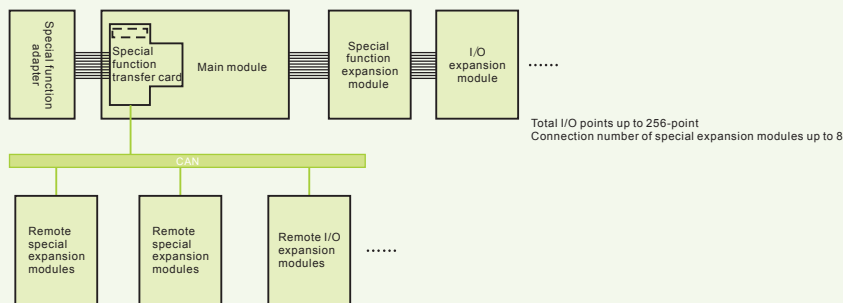 Special function
adapter
Special
function
transfer card
Main module
Special
function
expansion
module
I/O
expansion
module
......
Total I/O points up to 256-point
Connection number of special expansion modules up to 8
CAN
Remote
special
expansion
modules
Remote
special
expansion
modules
Remote I/O
expansion
modules
......